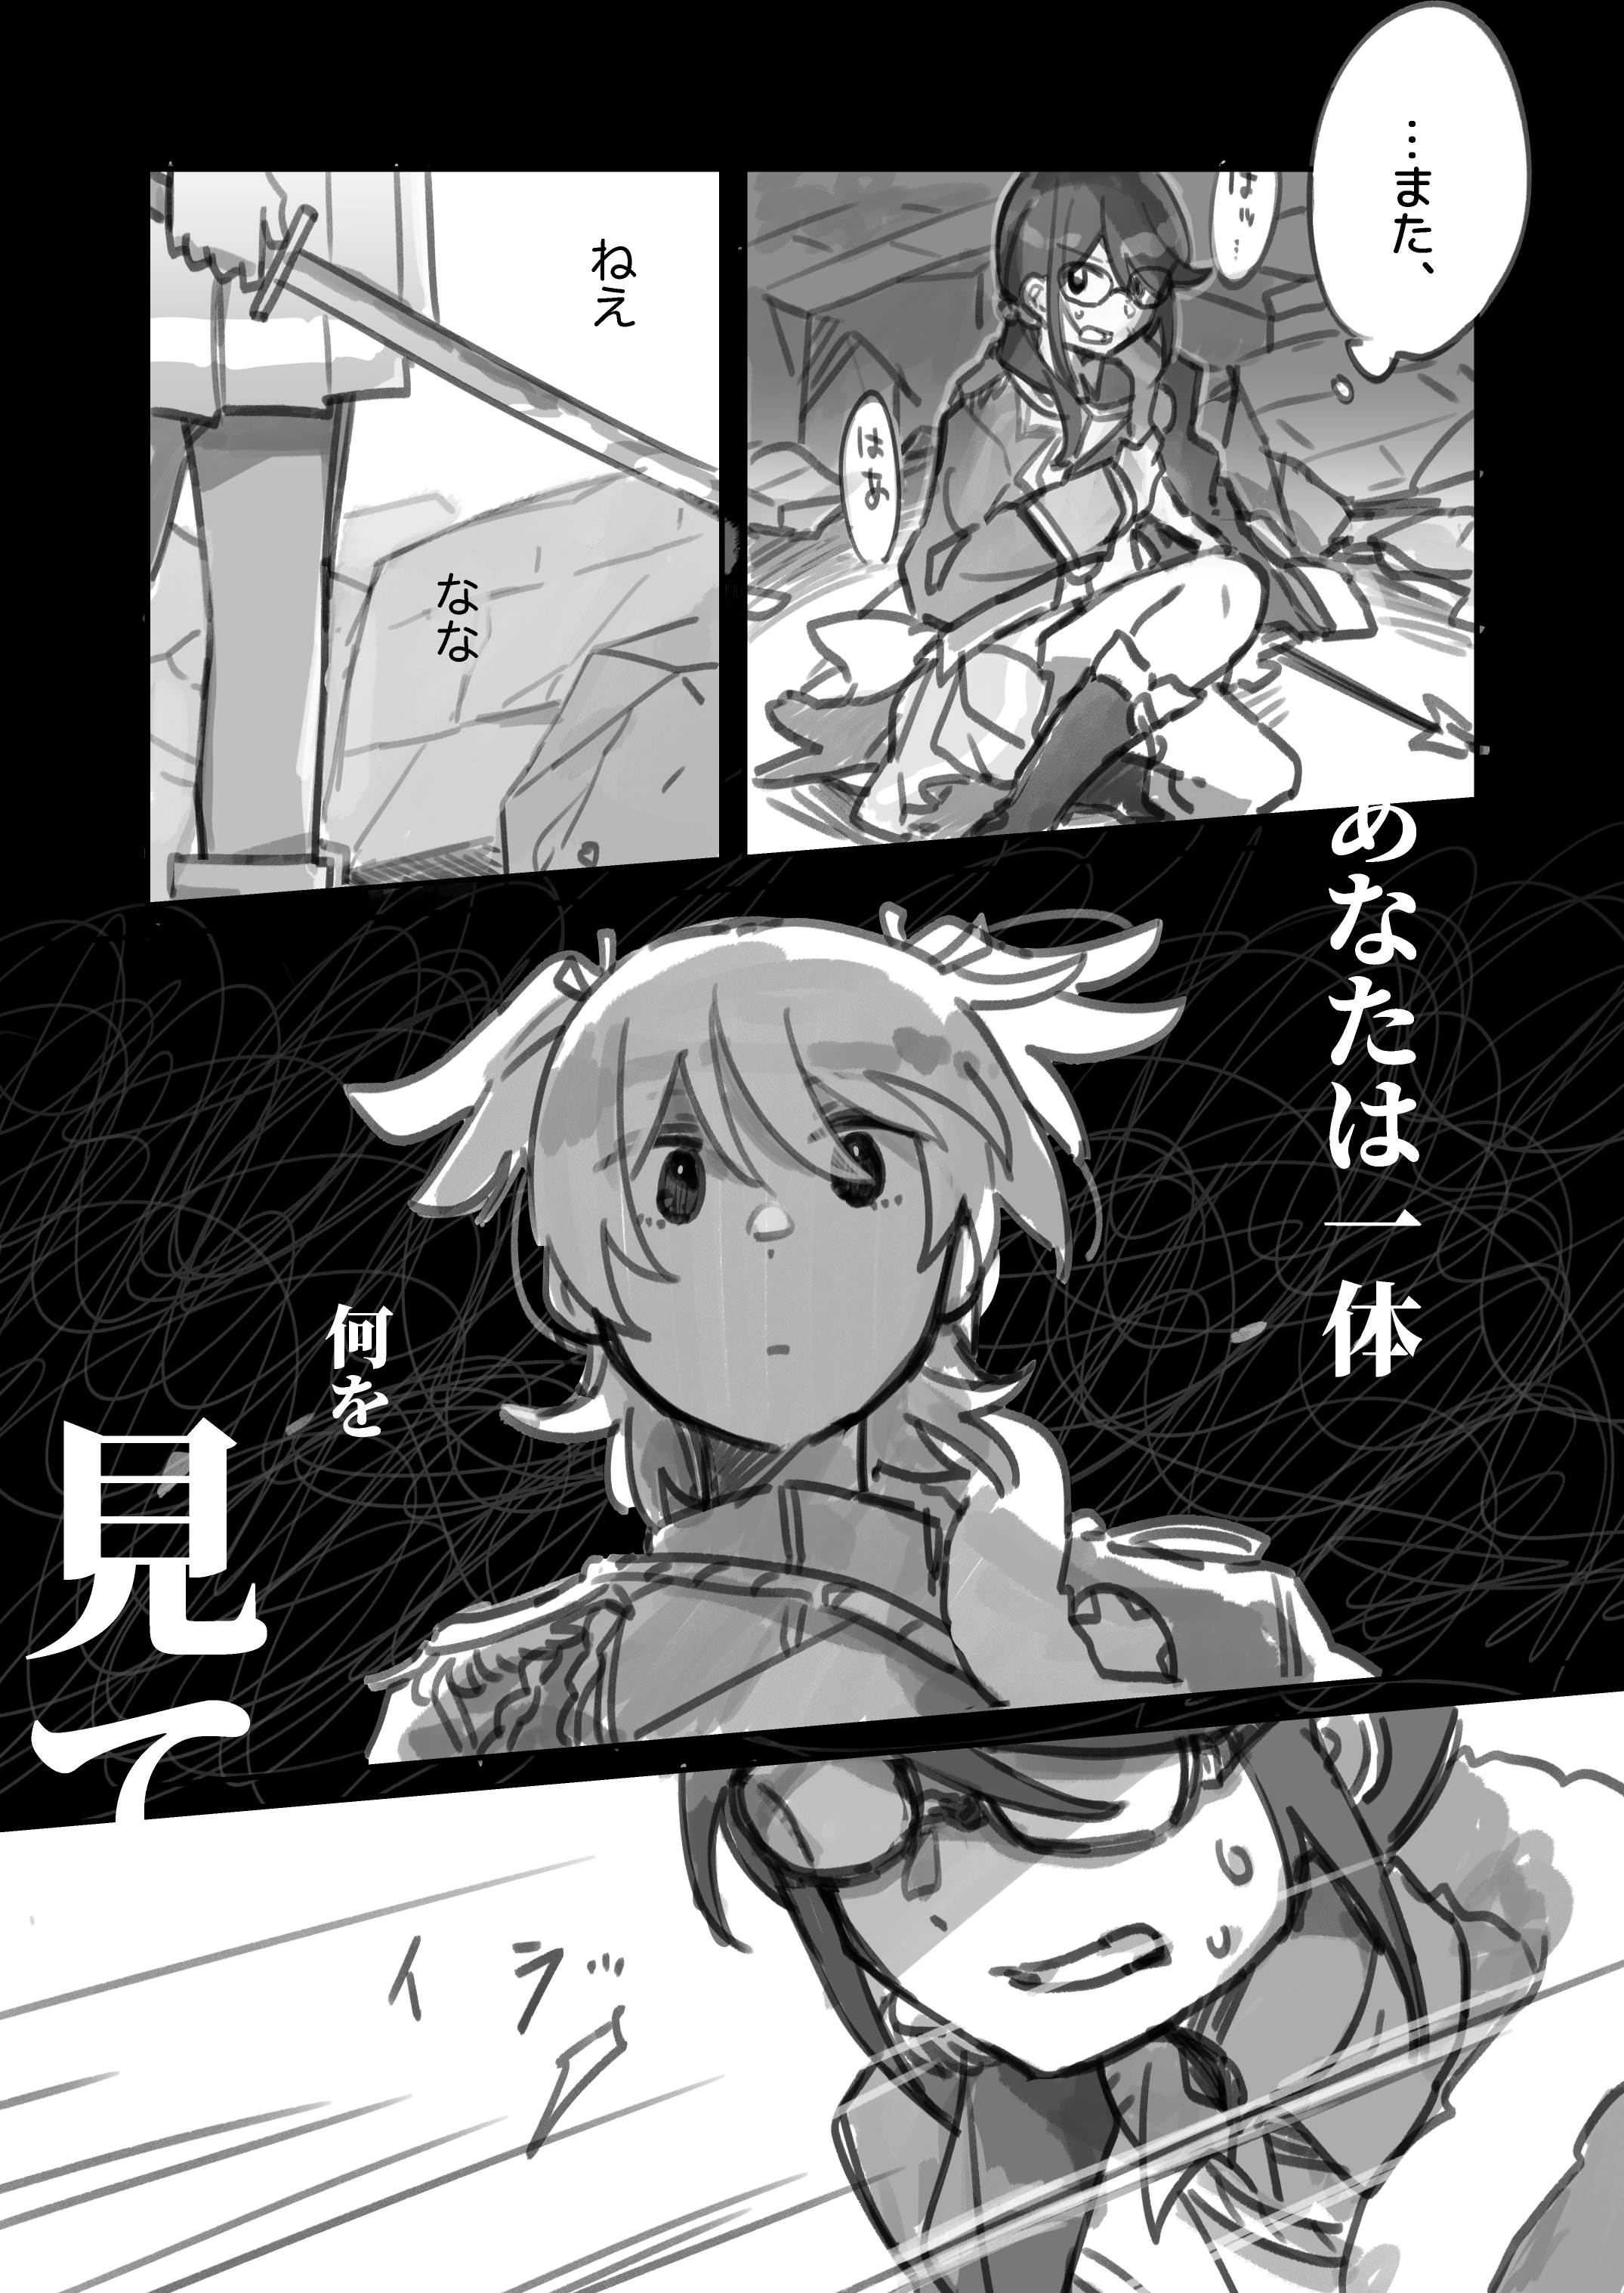 …また、
はッ…
はぁ
ねえ
なな
あなたは一体
何を
見て
イラッ